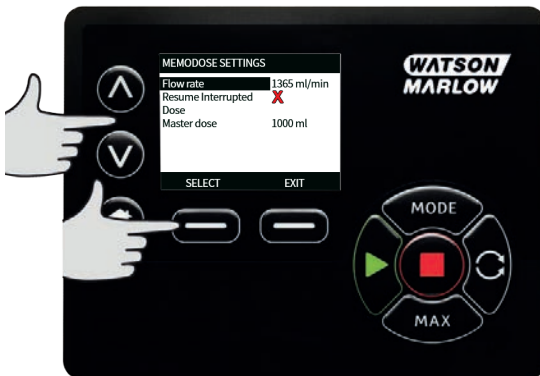 MEMODOSE SETTINGS
Flow rate 1365 ml/min
Resume Interrupted
Dose
Master dose 1000 ml
SELECT EXIT
WATSON
MARLOW
MODE
MAX